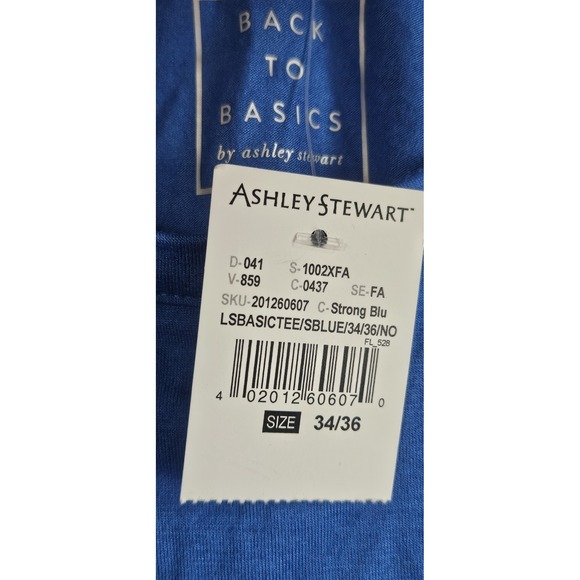 BACK
TO
BASICS
by ashley stewart
ASHLEY STEWART™
D-041 S-1002XFA
V-859 C-0437 SE-FA
SKU-201260607 C-Strong Blu
LSBASICTEE/SBLUE/34/36/NO
FL_528
4 02012 60607 0
SIZE 34/36